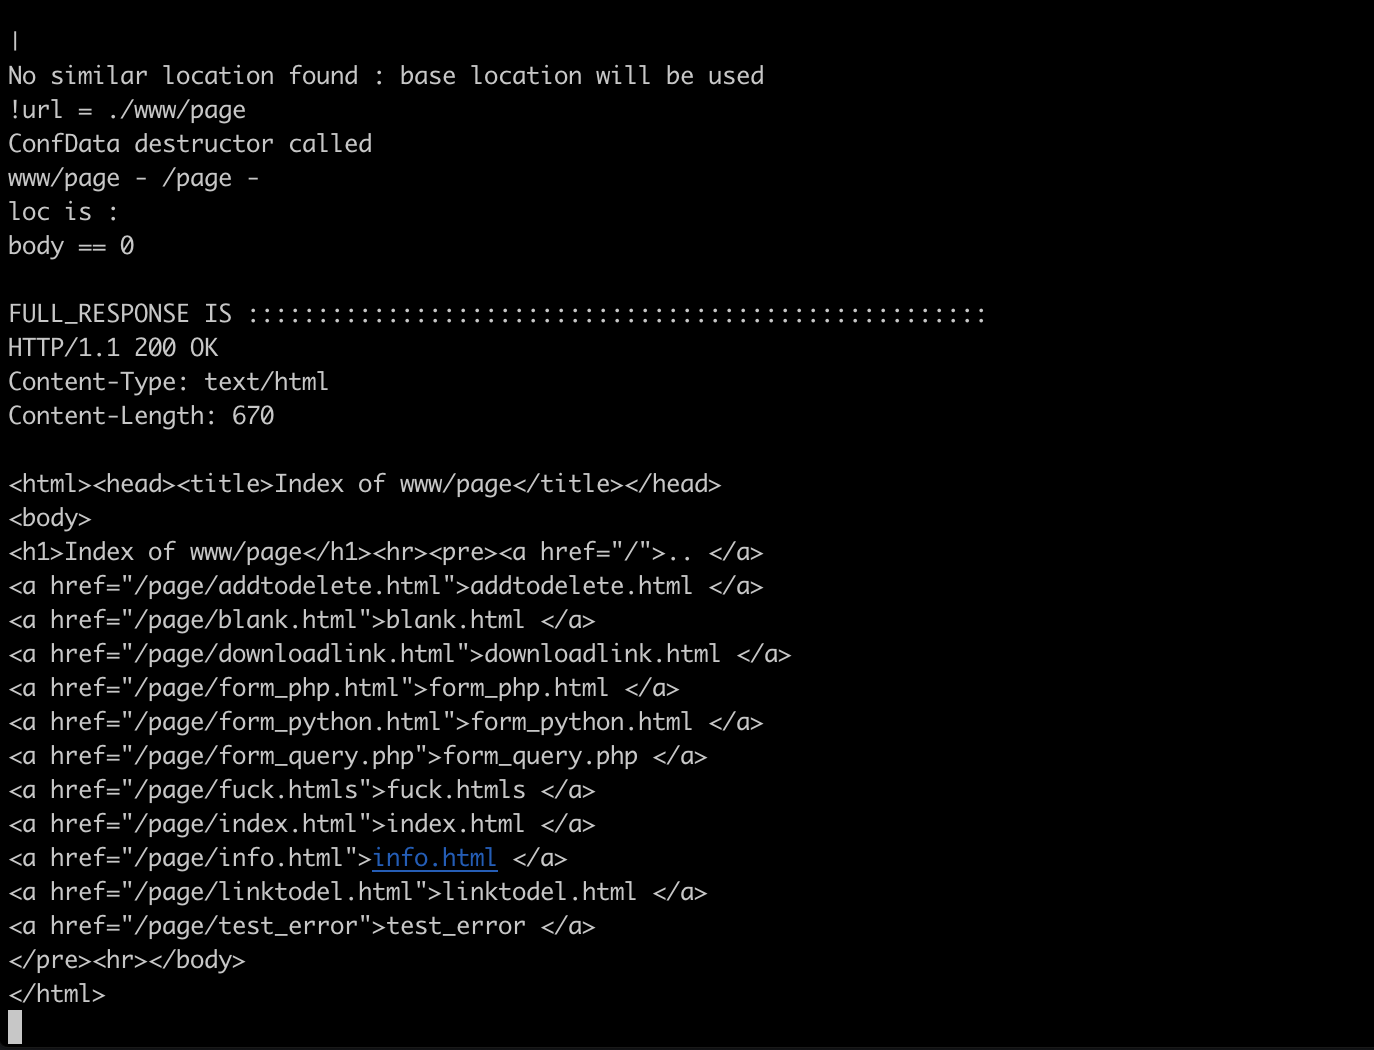 |
No similar location found : base location will be used
!url = ./www/page
ConfData destructor called
www/page - /page -
loc is :
body == 0
FULL_RESPONSE IS :::::::::::::::::::::::::::::::::::::::::::::::::::::
HTTP/1.1 200 OK
Content-Type: text/html
Content-Length: 670
<html><head><title>Index of www/page</title></head>
<body>
<h1>Index of www/page</h1><hr><pre><a href="/">.. </a>
<a href="/page/addtodelete.html">addtodelete.html </a>
<a href="/page/blank.html">blank.html </a>
<a href="/page/downloadlink.html">downloadlink.html </a>
<a href="/page/form_php.html">form_php.html </a>
<a href="/page/form_python.html">form_python.html </a>
<a href="/page/form_query.php">form_query.php </a>
<a href="/page/fuck.htmls">fuck.htmls </a>
<a href="/page/index.html">index.html </a>
<a href="/page/info.html">info.html </a>
<a href="/page/linktodel.html">linktodel.html </a>
<a href="/page/test_error">test_error </a>
</pre><hr></body>
</html>